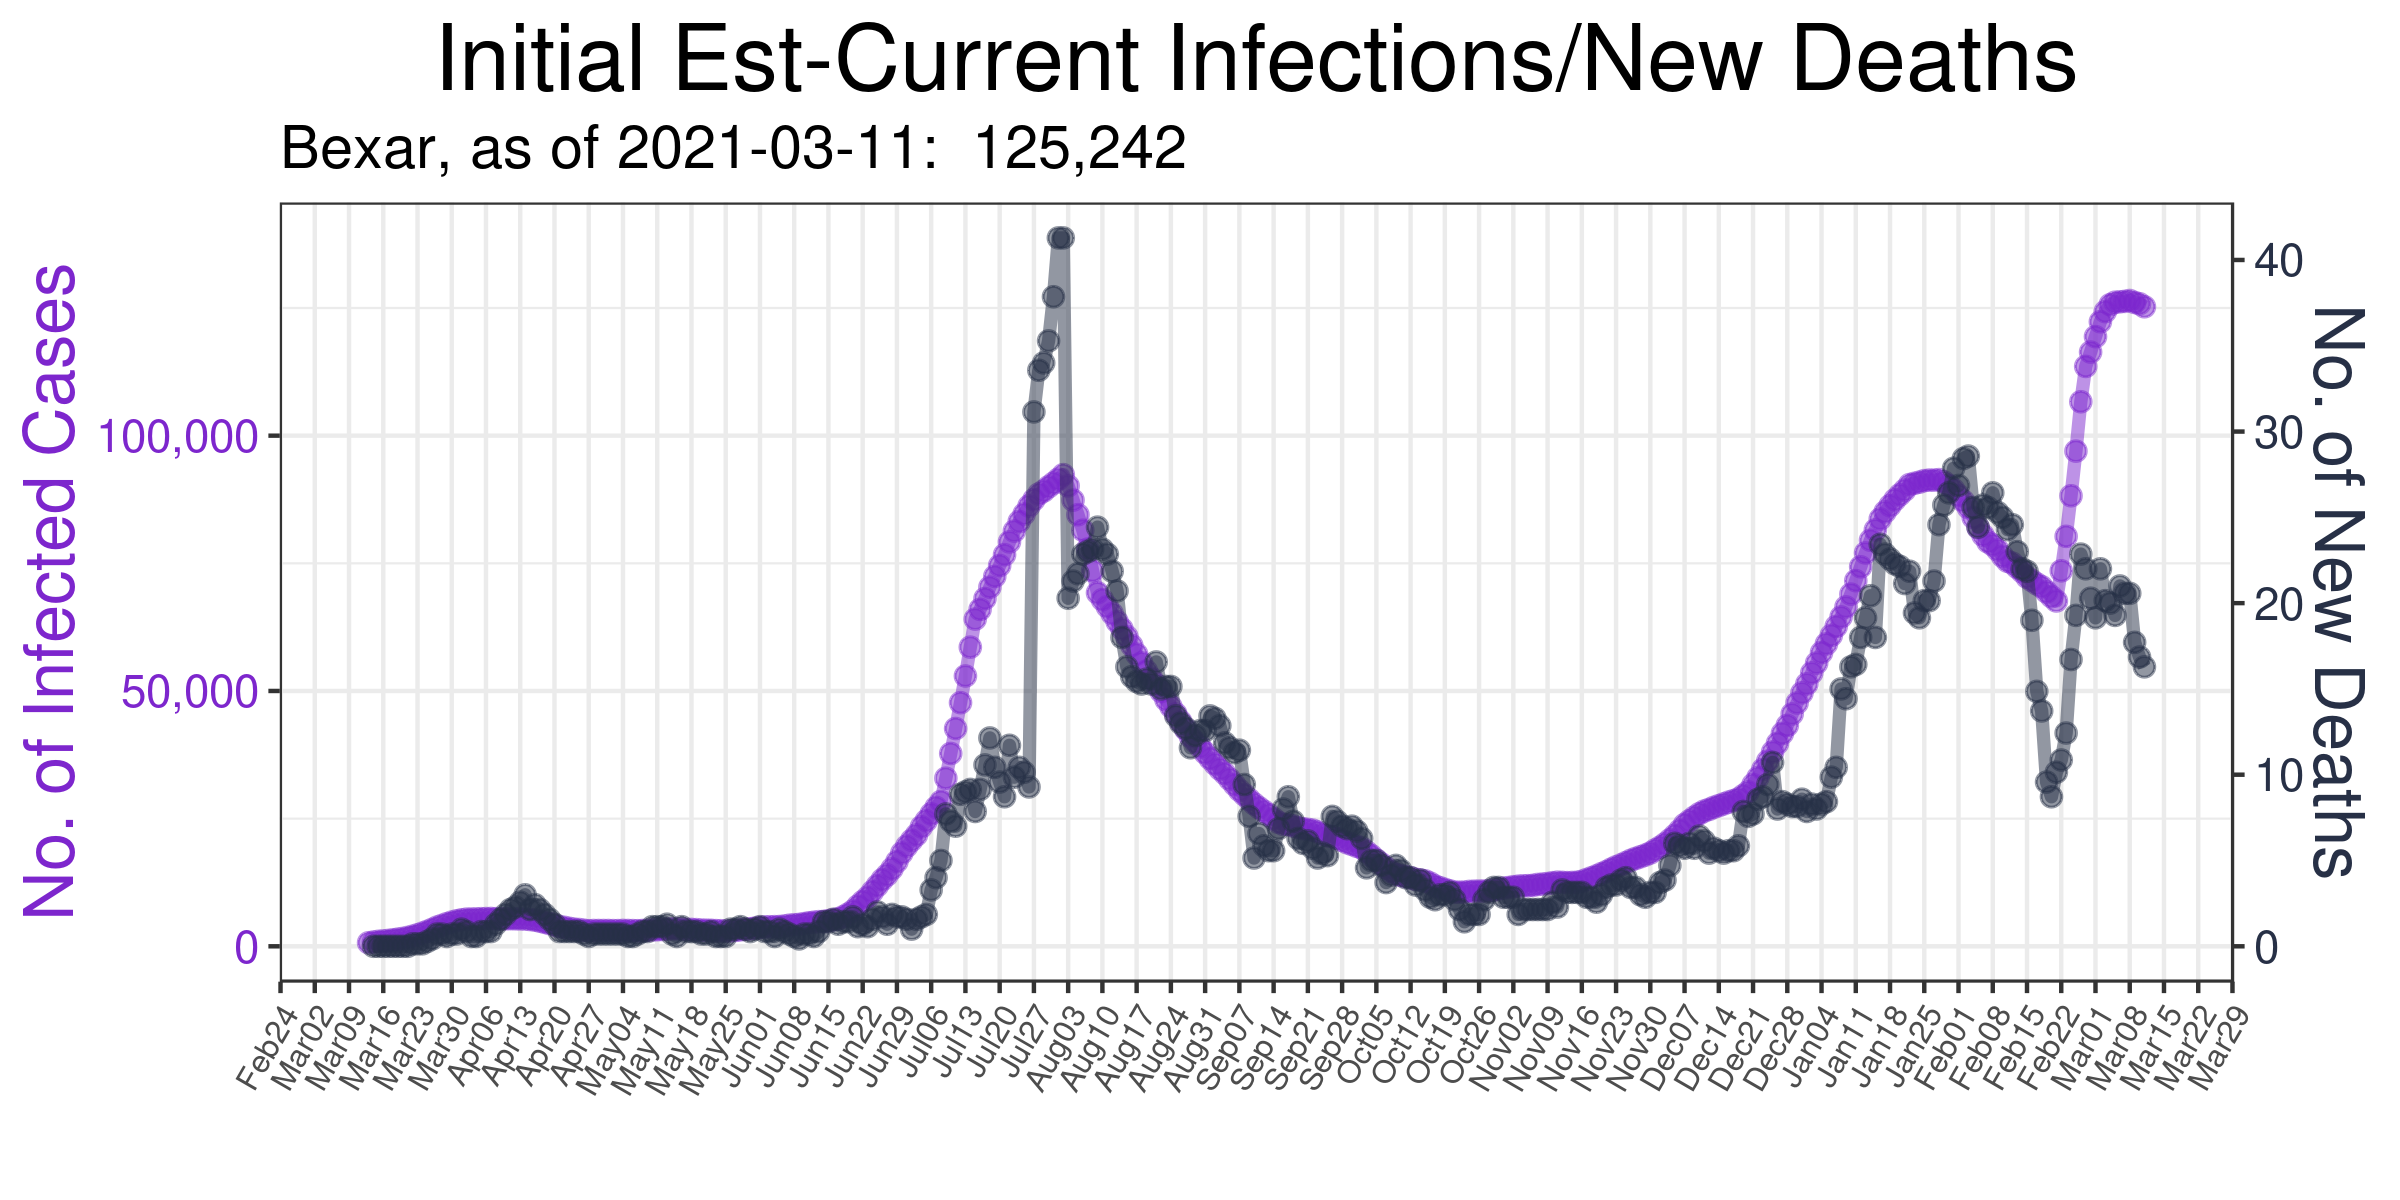 Initial Est-Current Infections/New Deaths
Bexar, as of 2021-03-11:  125,242
No. of Infected Cases
100,000
50,000
0
40
30
20
10
0
No. of New Deaths
Feb24
Mar02
Mar09
Mar16
Mar23
Mar30
Apr06
Apr13
Apr20
Apr27
May04
May11
May18
May25
Jun01
Jun08
Jun15
Jun22
Jun29
Jul06
Jul13
Jul20
Jul27
Aug03
Aug10
Aug17
Aug24
Aug31
Sep07
Sep14
Sep21
Sep28
Oct05
Oct12
Oct19
Oct26
Nov02
Nov09
Nov16
Nov23
Nov30
Dec07
Dec14
Dec21
Dec28
Dec04
Jan11
Jan18
Jan25
Feb01
Feb08
Feb15
Feb22
Mar01
Mar08
Mar15
Mar22
Mar29